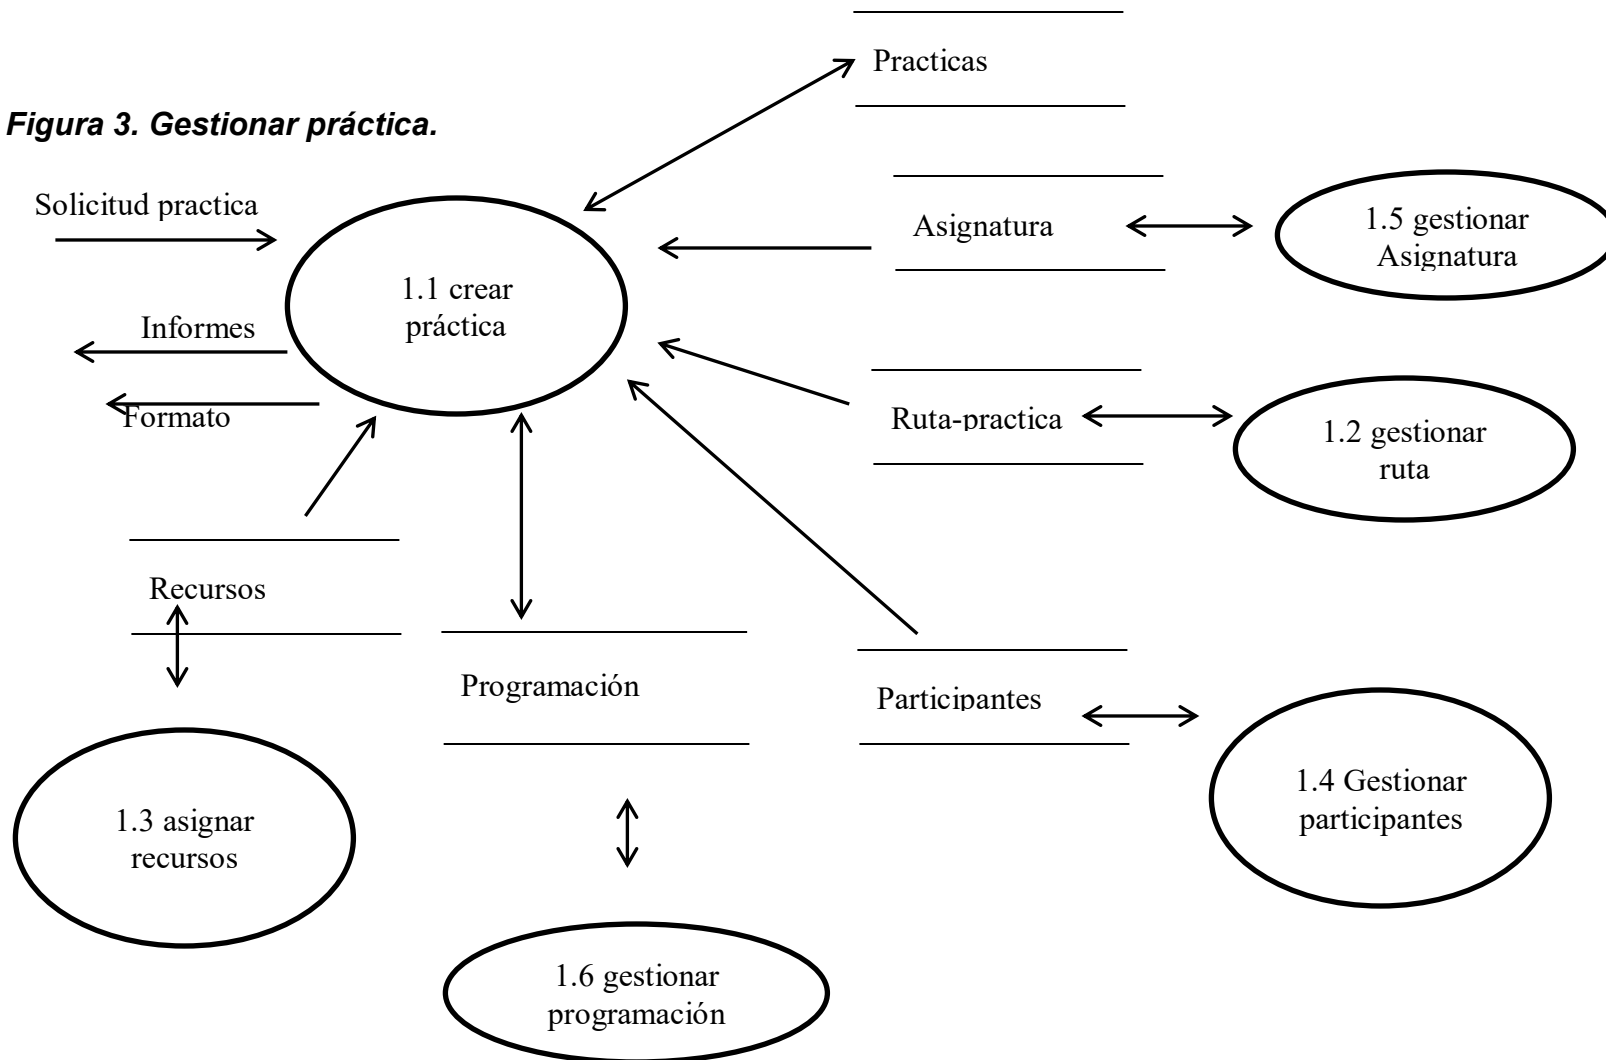 Practicas
Figura 3. Gestionar práctica.
Solicitud practica
Asignatura
1.5 gestionar
Asignatura
1.1 crear
práctica
Informes
Formato
Ruta-practica
1.2 gestionar
ruta
Recursos
Programación
Participantes
1.3 asignar
recursos
1.4 Gestionar
participantes
1.6 gestionar
programación